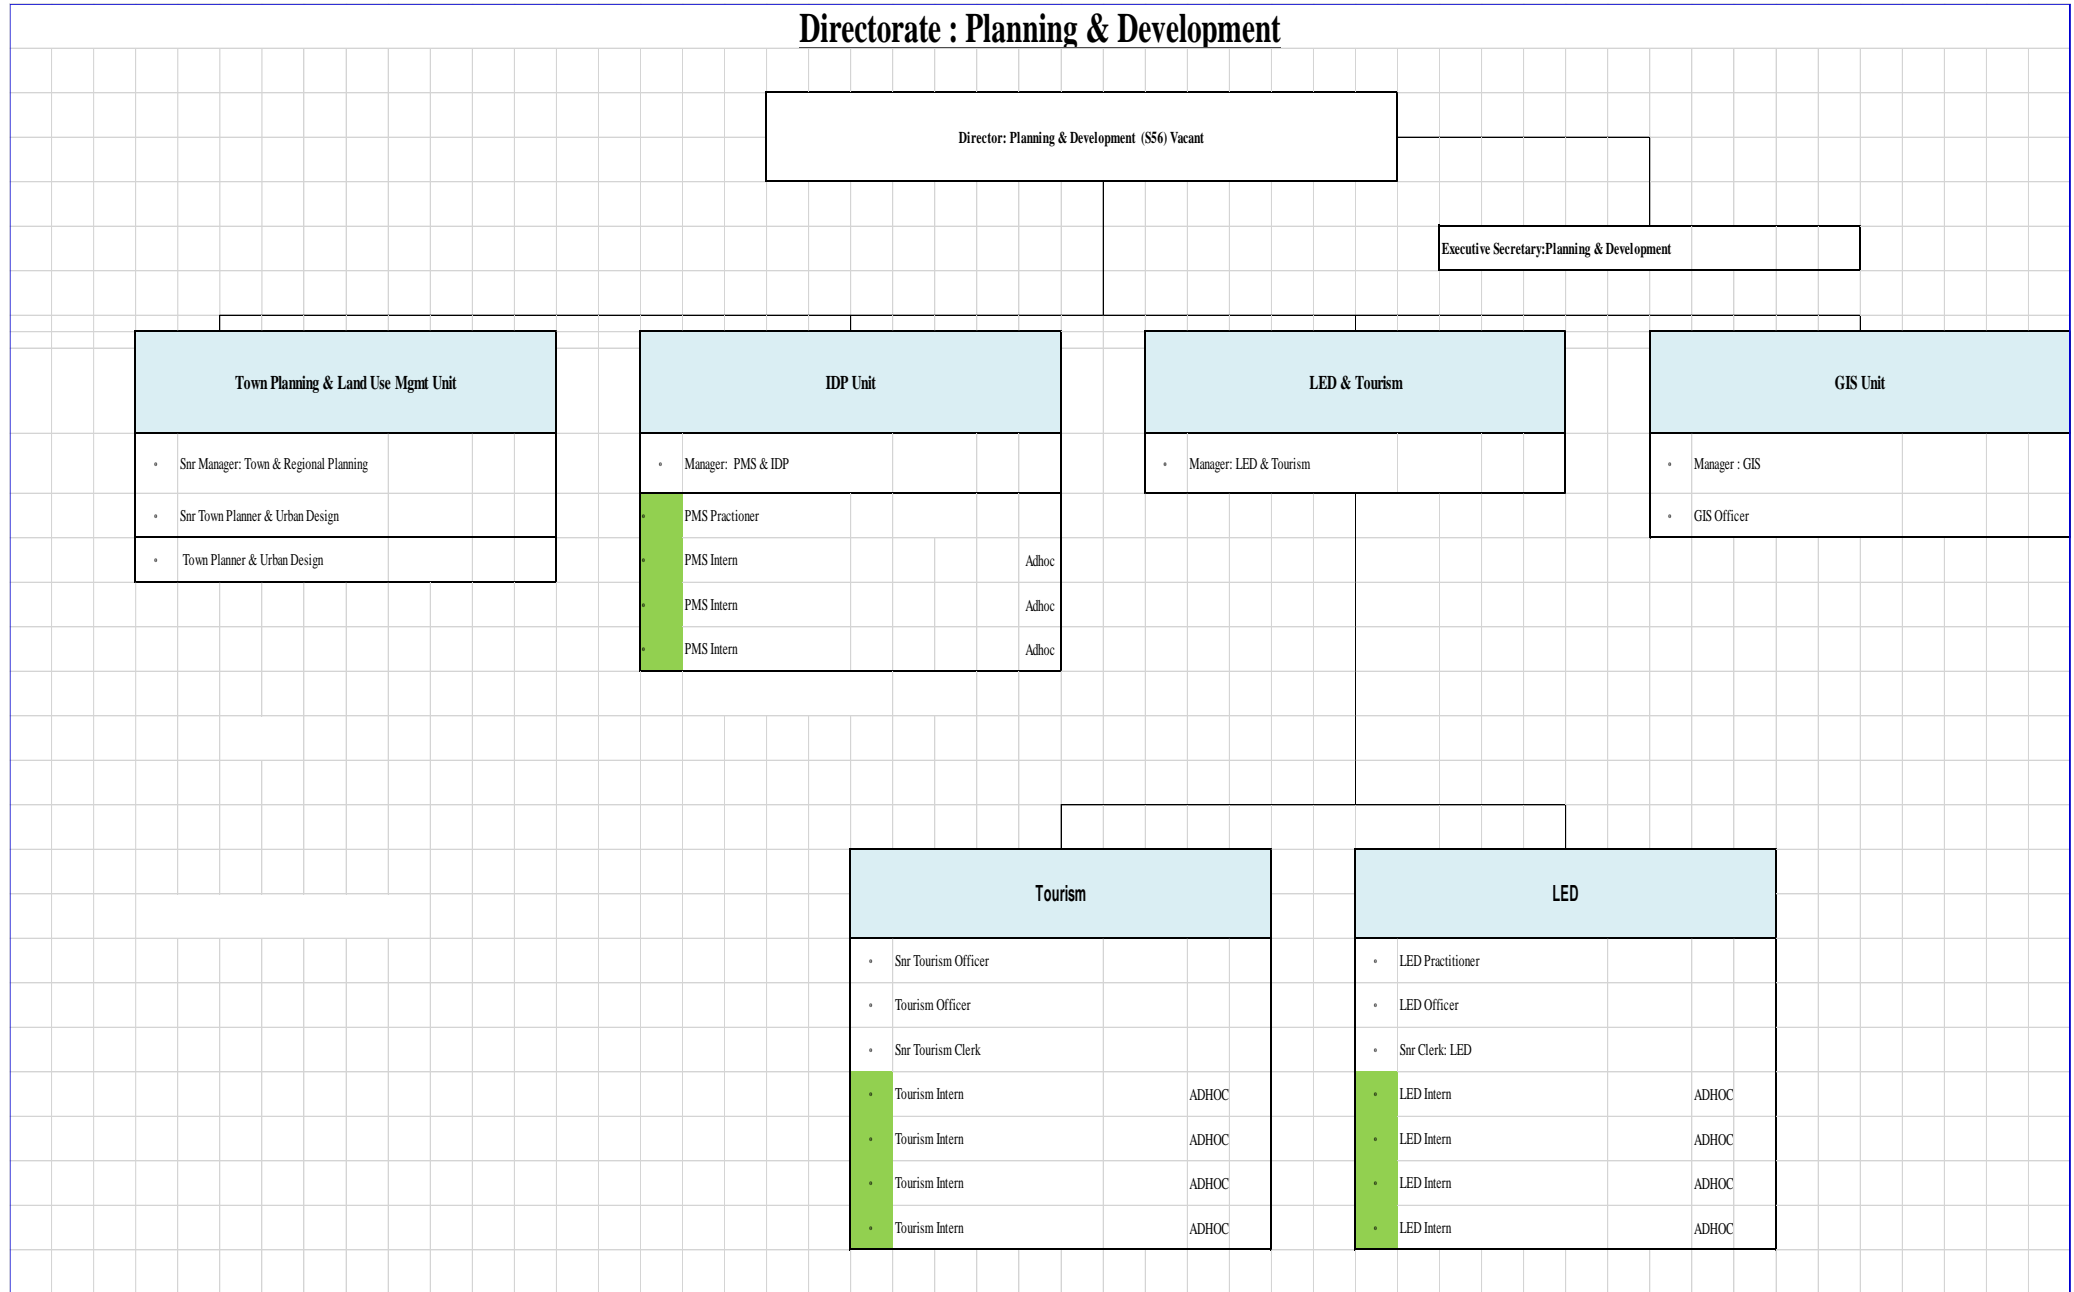 Directorate : Planning & Development
Director: Planning & Development (S56) Vacant
Executive Secretary:Planning & Development
Town Planning & Land Use Mgmt Unit
Snr Manager: Town & Regional Planning
Snr Town Planner & Urban Design
Town Planner & Urban Design
IDP Unit
Manager: PMS & IDP
PMS Practioner
PMS Intern Adhoc
PMS Intern Adhoc
PMS Intern Adhoc
LED & Tourism
Manager: LED & Tourism
GIS Unit
Manager : GIS
GIS Officer
Tourism
Snr Tourism Officer
Tourism Officer
Snr Tourism Clerk
Tourism Intern ADHOC
Tourism Intern ADHOC
Tourism Intern ADHOC
Tourism Intern ADHOC
LED
LED Practitioner
LED Officer
Snr Clerk: LED
LED Intern ADHOC
LED Intern ADHOC
LED Intern ADHOC
LED Intern ADHOC